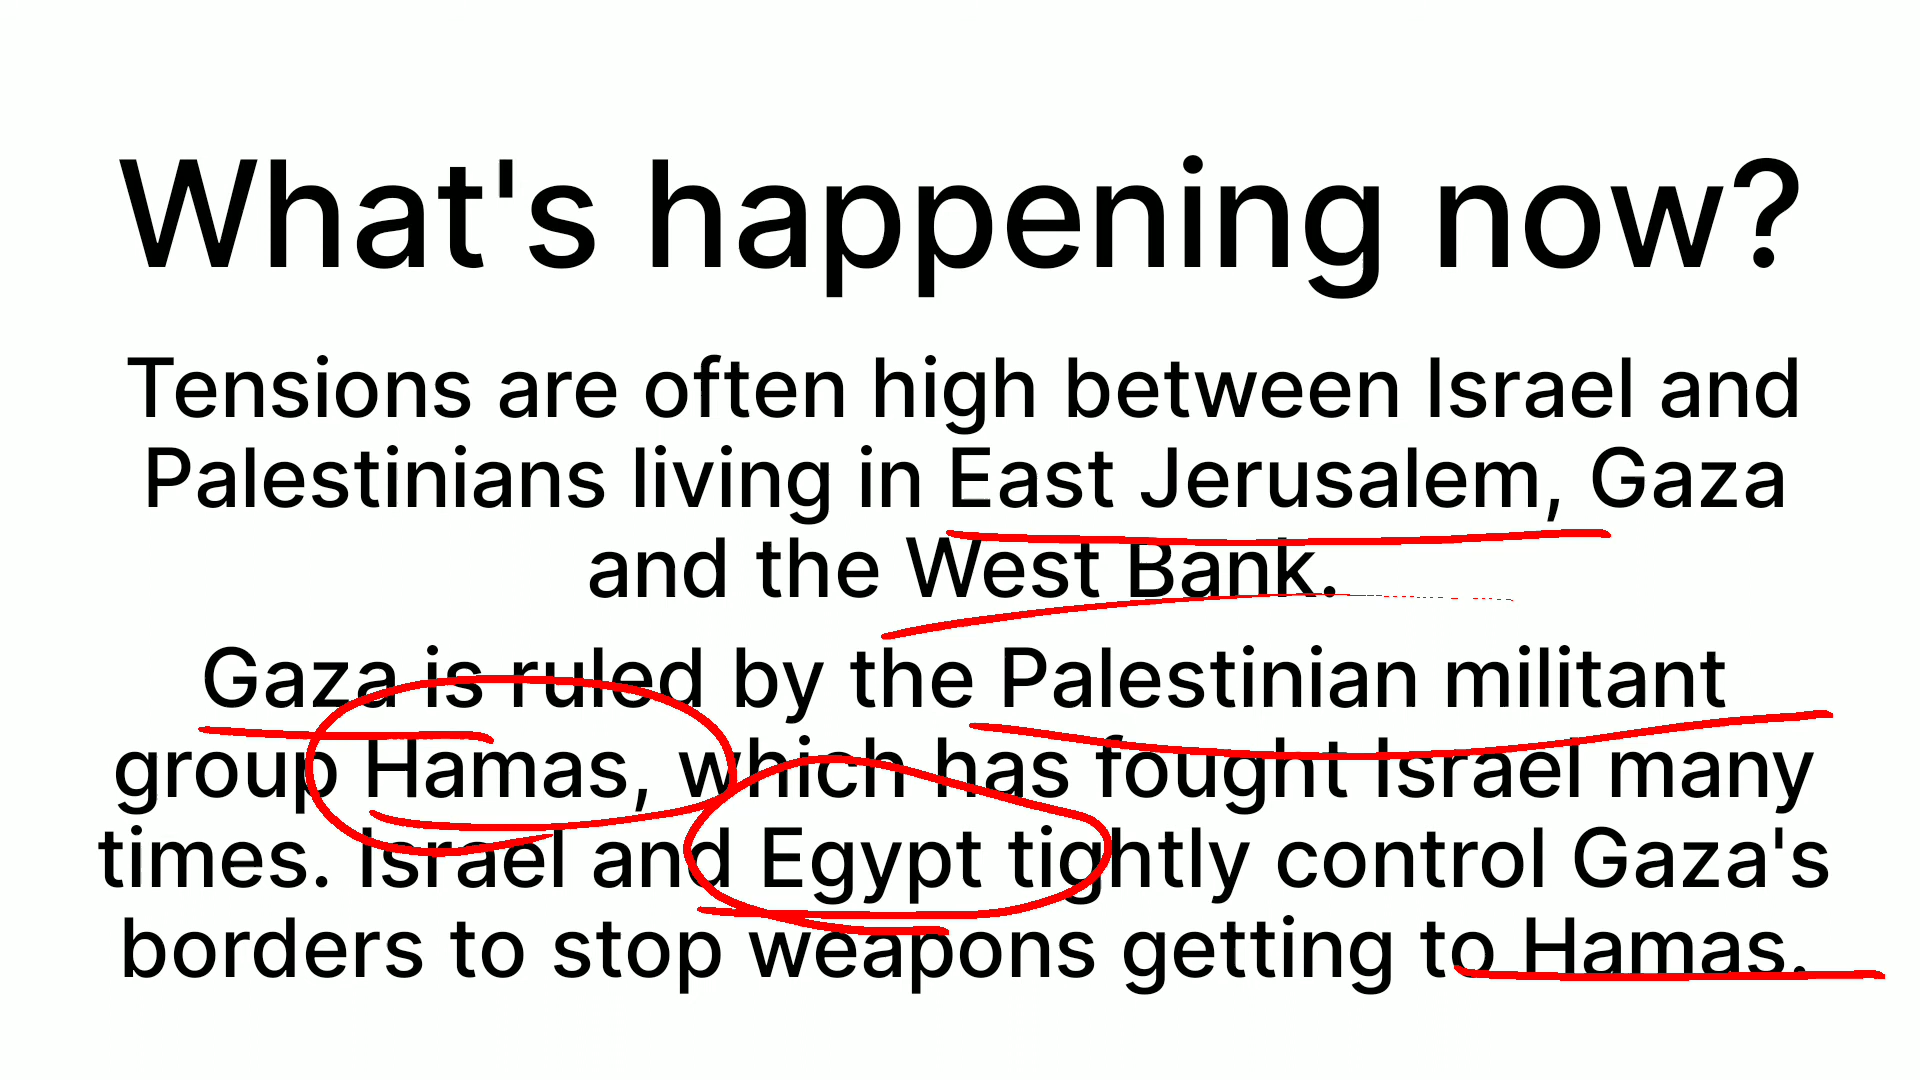 What's happening now?
Tensions are often high between Israel and
Palestinians living in East Jerusalem, Gaza
and the West Bank.
Gaza is ruled by the Palestinian militant
group Hamas, which has fought Israel many
times. Israel and Egypt tightly control Gaza's
borders to stop weapons getting to Hamas.